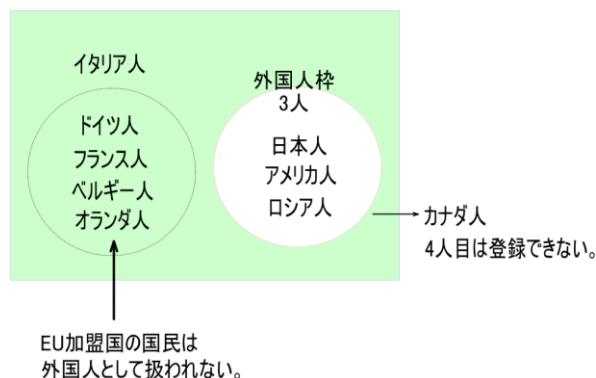 イタリア人
ドイツ人
フランス人
ベルギー人
オランダ人
外国人枠
3人
日本人
アメリカ人
ロシア人
カナダ人
4人目は登録できない。
EU加盟国の国民は
外国人として扱われない。